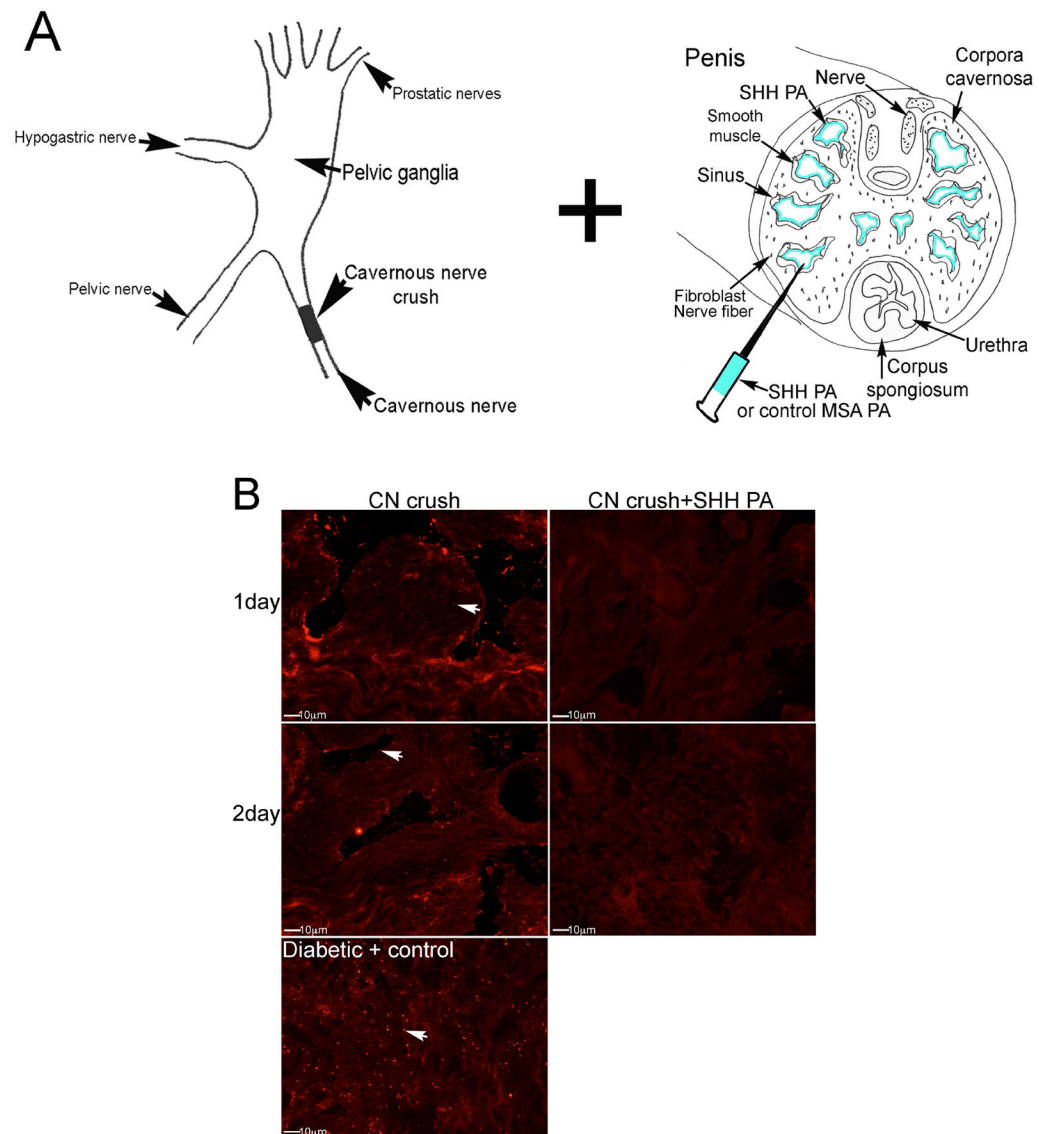 A
Prostatic nerves
Hypogastric nerve
Pelvic ganglia
Pelvic nerve
Cavernous nerve
crush
Cavernous nerve
+
Penis
Nerve
Corpora
cavernosa
SHH PA
Smooth
muscle
Sinus
Fibroblast
Nerve fiber
Urethra
Corpus
spongiosum
SHH PA
or control MSA PA
B
CN crush
CN crush+SHH PA
1day
10µm
10µm
2day
10µm
10µm
Diabetic + control
10µm